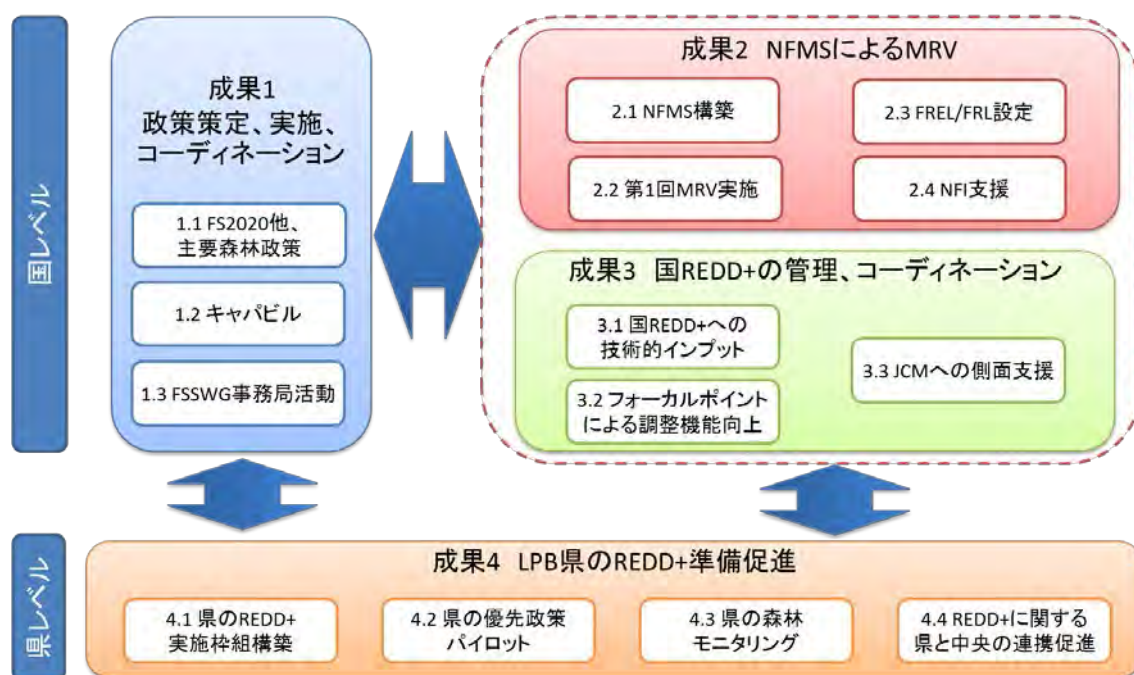 国レベル
成果1
政策策定、実施、
コーディネーション
1.1 FS2020他、
主要森林政策
1.2 キャパビル
1.3 FSSWG事務局活動
成果2 NFMSによるMRV
2.1 NFMS構築
2.3 FREL/FRL設定
2.2 第1回MRV実施
2.4 NFI支援
成果3 国REDD+の管理、コーディネーション
3.1 国REDD+への
技術的インプット
3.2 フォーカルポイント
による調整機能向上
3.3 JCMへの側面支援
県レベル
成果4 LPB県のREDD+準備促進
4.1 県のREDD+
実施枠組構築
4.2 県の優先政策
パイロット
4.3 県の森林
モニタリング
4.4 REDD+に関する
県と中央の連携促進